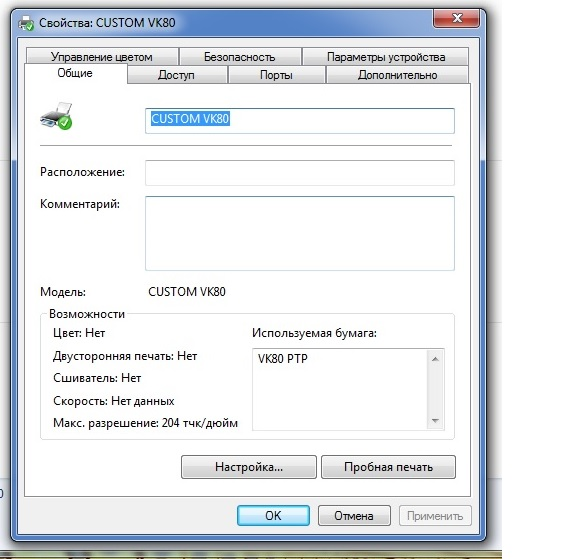 Свойства: CUSTOM VK80
Управление цветом Безопасность Параметры устройства
Общие Доступ Порты Дополнительно
CUSTOM VK80
Расположение:
Комментарий:
Модель: CUSTOM VK80
Возможности
Цвет: Нет
Двусторонняя печать: Нет
Сшиватель: Нет
Скорость: Нет данных
Макс. разрешение: 204 тчк/дюйм
Используемая бумага:
VK80 PTP
Настройка... Пробная печать
OK Отмена Применить
0